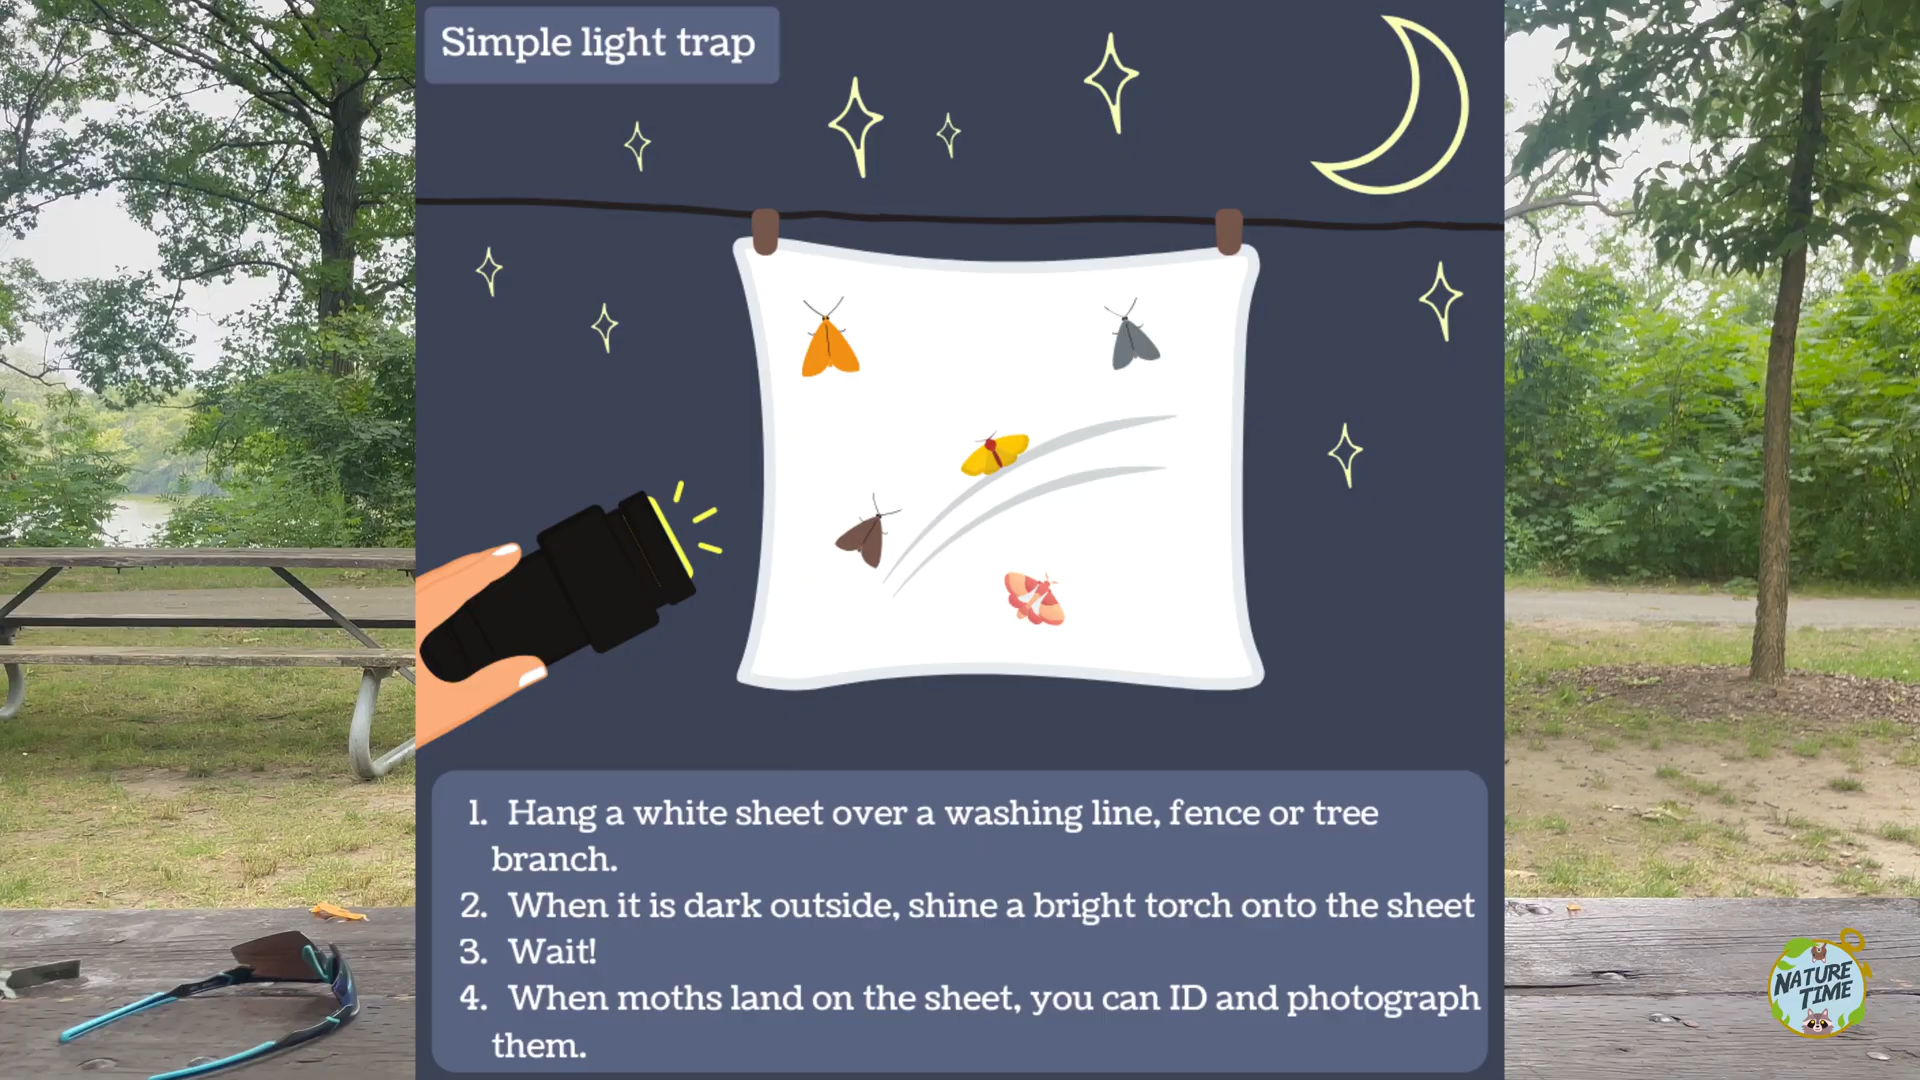 Simple light trap
1. Hang a white sheet over a washing line, fence or tree
branch.
2. When it is dark outside, shine a bright torch onto the sheet
3. Wait!
4. When moths land on the sheet, you can ID and photograph
them.
NATURE
TIME